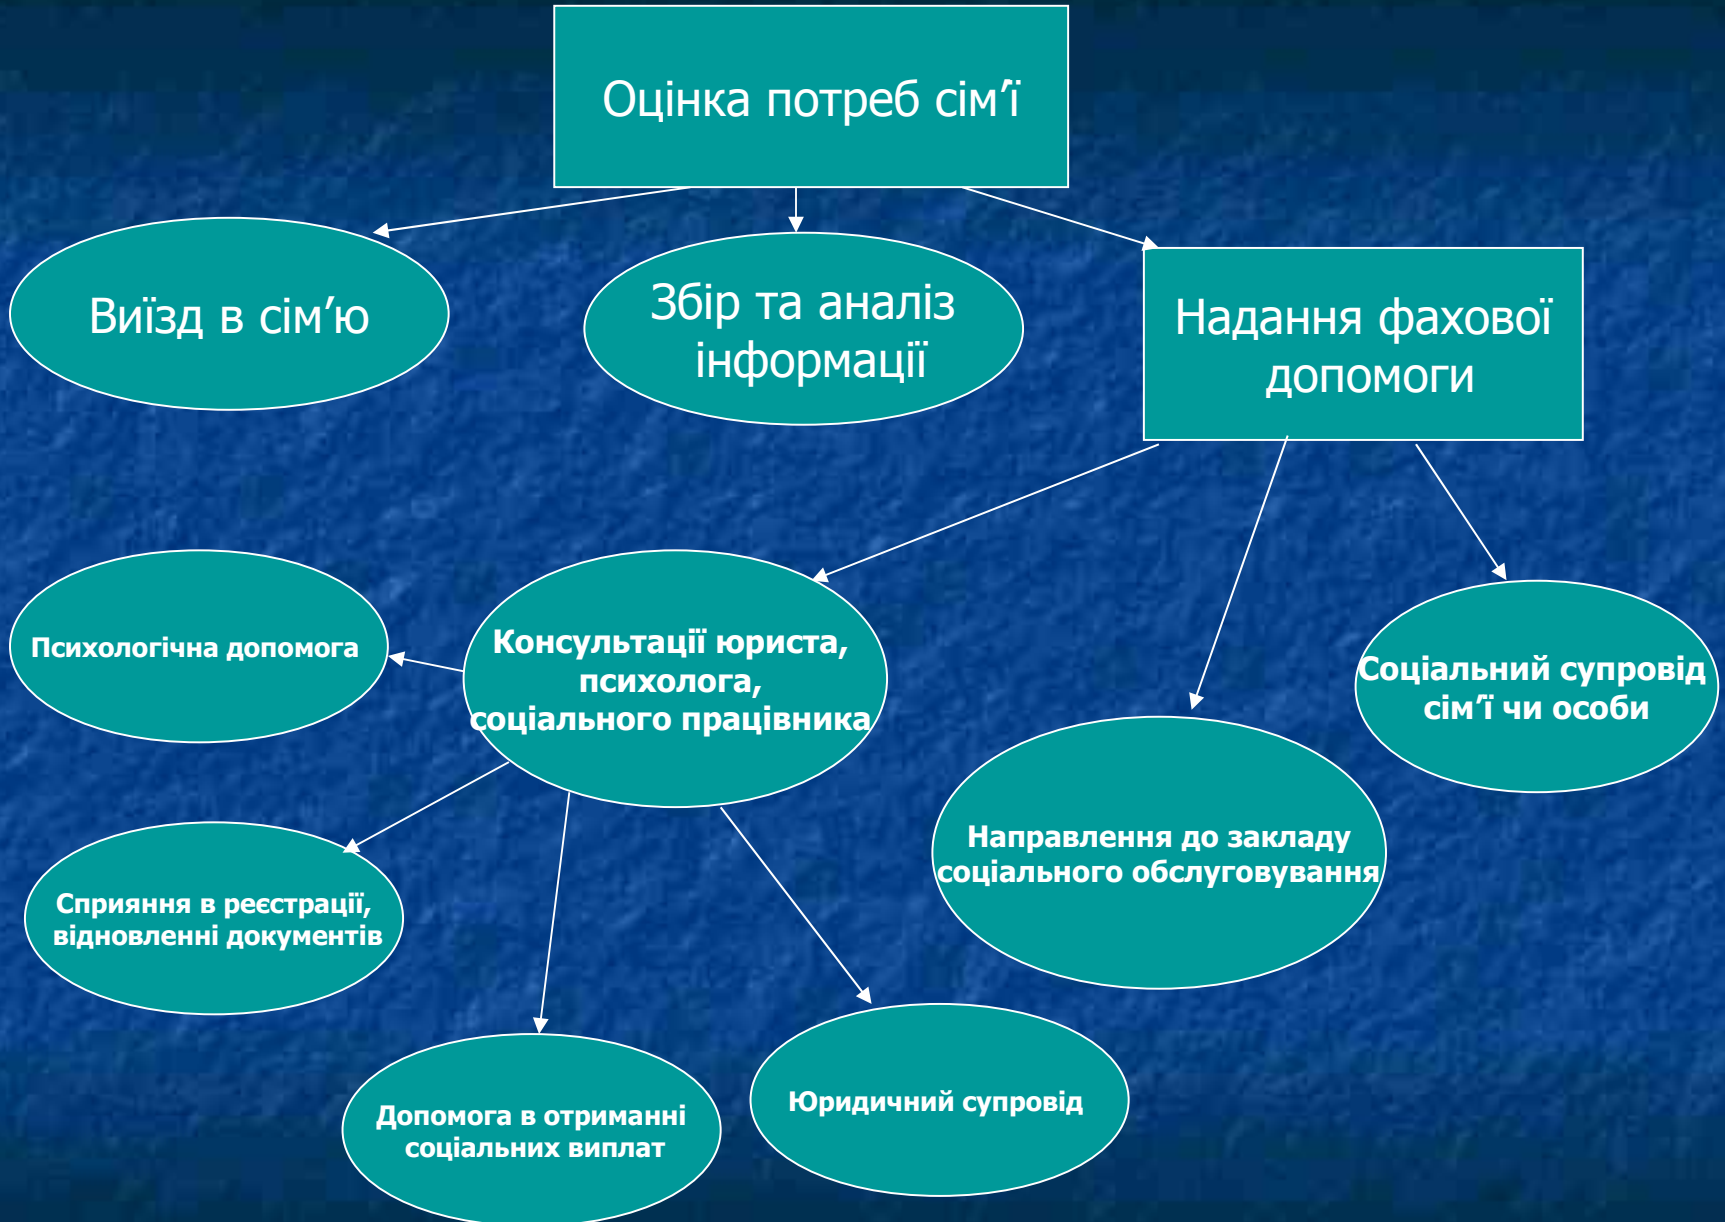 Оцінка потреб сім’ї
Виїзд в сім’ю
Збір та аналіз
інформації
Надання фахової
допомоги
Психологічна допомога
Консультації юриста,
психолога,
соціального працівника
Соціальний супровід
сім’ї чи особи
Направлення до закладу
соціального обслуговування
Сприяння в реєстрації,
відновленні документів
Допомога в отриманні
соціальних виплат
Юридичний супровід